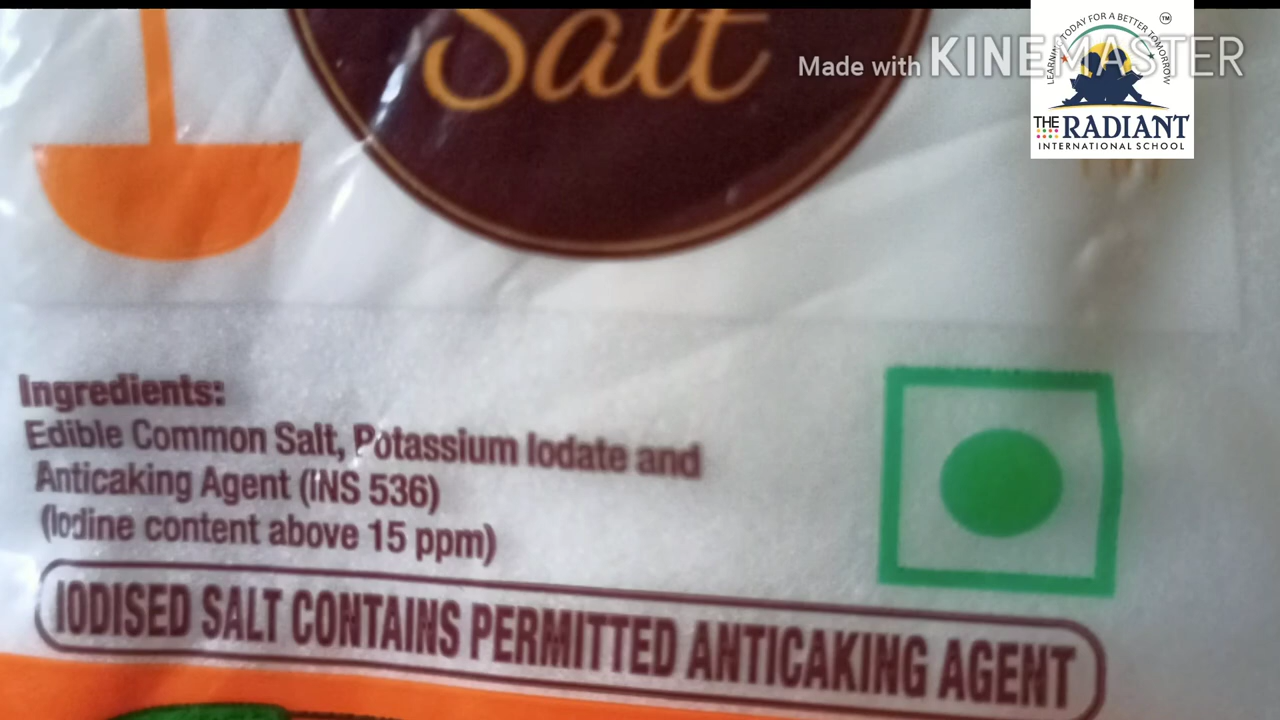 Salt
Made with KINEMASTER
LEARNING TODAY FOR A BETTER TOMORROW
TM
THE RADIANT
INTERNATIONAL SCHOOL
Ingredients:
Edible Common Salt, Potassium Iodate and
Anticaking Agent (INS 536)
(Iodine content above 15 ppm)
IODISED SALT CONTAINS PERMITTED ANTICAKING AGENT